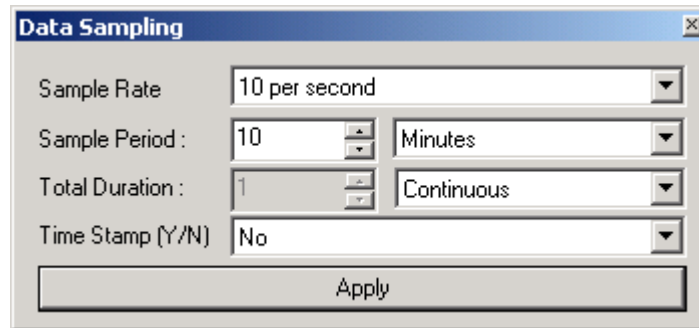 Data Sampling
Sample Rate 10 per second
Sample Period : 10 Minutes
Total Duration : 1 Continuous
Time Stamp (Y/N) No
Apply